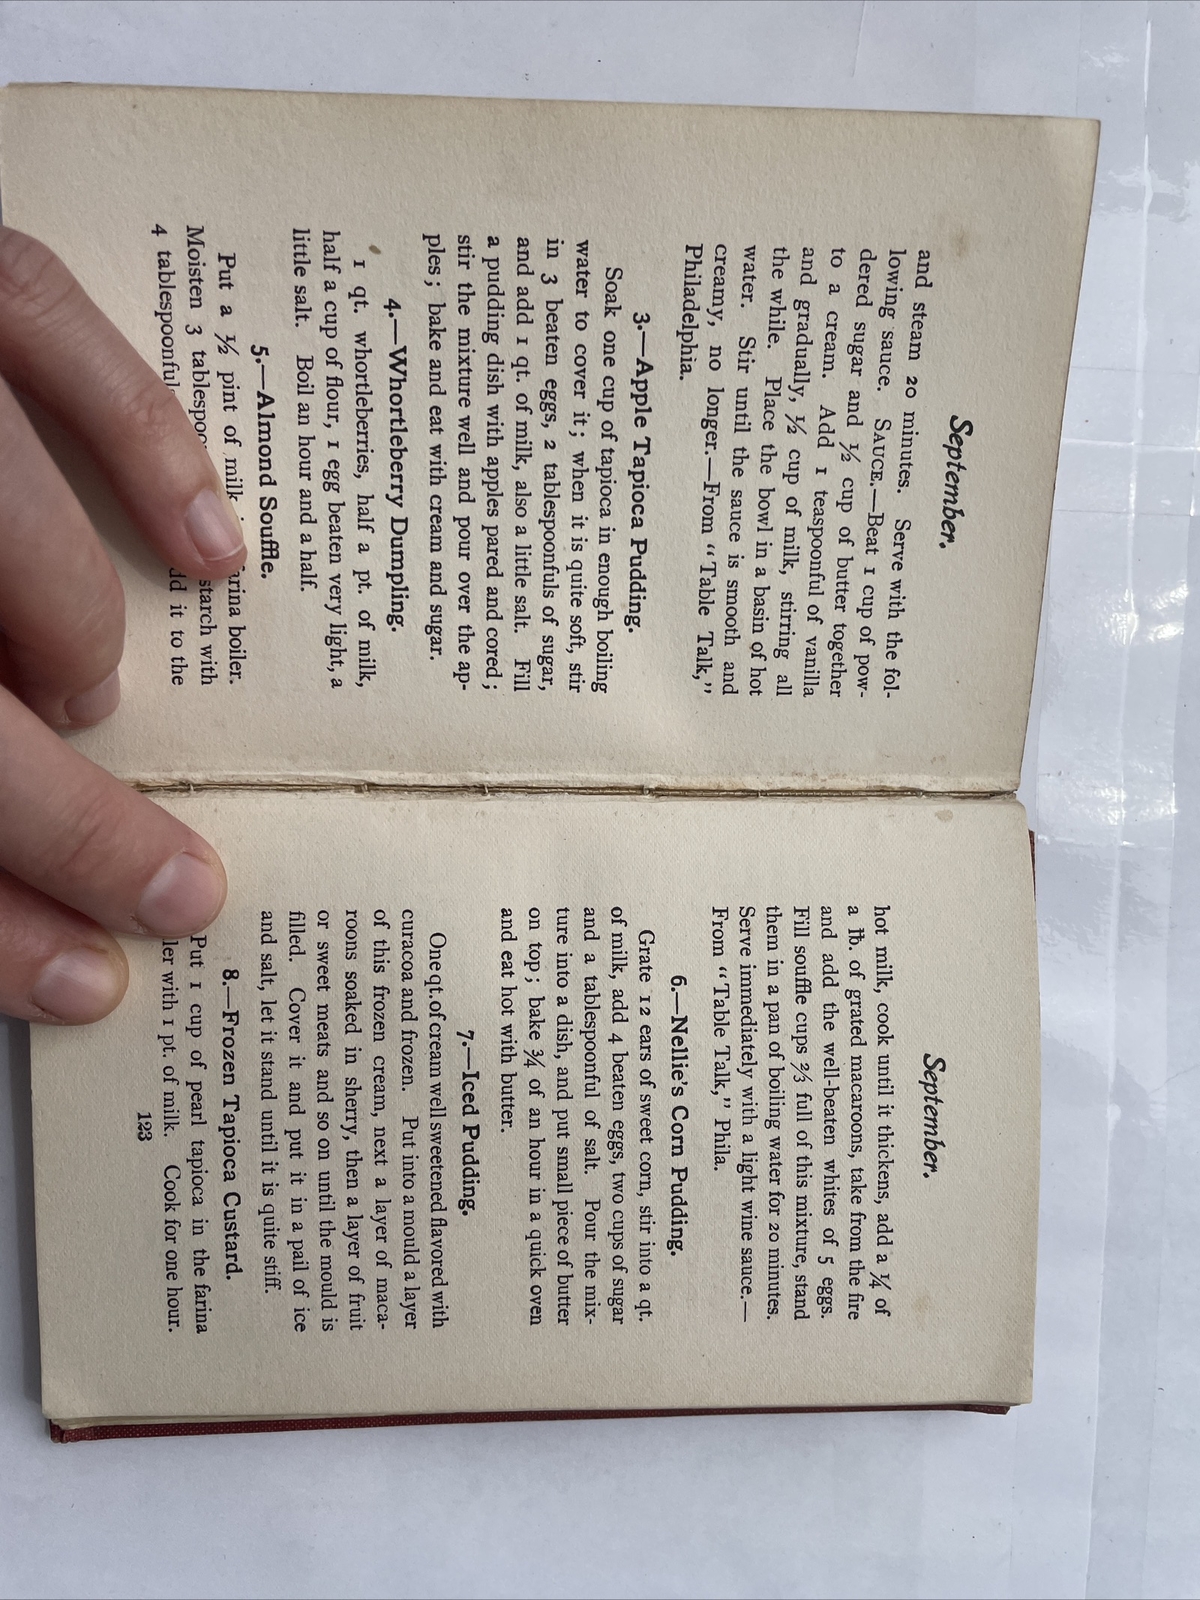 September.
and steam 20 minutes. Serve with the fol-
lowing sauce. SAUCE.—Beat 1 cup of pow-
dered sugar and ½ cup of butter together
to a cream. Add 1 teaspoonful of vanilla
and gradually, ½ cup of milk, stirring all
the while. Place the bowl in a basin of hot
water. Stir until the sauce is smooth and
creamy, no longer.—From "Table Talk,"
Philadelphia.
3.—Apple Tapioca Pudding.
Soak one cup of tapioca in enough boiling
water to cover it; when it is quite soft, stir
in 3 beaten eggs, 2 tablespoonfuls of sugar,
and add 1 qt. of milk, also a little salt. Fill
a pudding dish with apples pared and cored;
stir the mixture well and pour over the ap-
ples; bake and eat with cream and sugar.
4.—Whortleberry Dumpling.
1 qt. whortleberries, half a pt. of milk,
half a cup of flour, 1 egg beaten very light, a
little salt. Boil an hour and a half.
5.—Almond Souffle.
Put a ½ pint of milk boiler.
Moisten 3 starch with
4 it to the
September.
hot milk, cook until it thickens, add a ¼ of
a ℔. of grated macaroons, take from the fire
and add the well-beaten whites of 5 eggs.
Fill souffle cups ⅔ full of this mixture, stand
them in a pan of boiling water for 20 minutes.
Serve immediately with a light wine sauce.—
From "Table Talk," Phila.
6.—Nellie's Corn Pudding.
Grate 12 ears of sweet corn, stir into a qt.
of milk, add 4 beaten eggs, two cups of sugar
and a tablespoonful of salt. Pour the mix-
ture into a dish, and put small piece of butter
on top; bake ¾ of an hour in a quick oven
and eat hot with butter.
7.—Iced Pudding.
One qt. of cream well sweetened flavored with
curacoa and frozen. Put into a mould a layer
of this frozen cream, next a layer of maca-
roons soaked in sherry, then a layer of fruit
or sweet meats and so on until the mould is
filled. Cover it and put it in a pail of ice
and salt, let it stand until it is quite stiff.
8.—Frozen Tapioca Custard.
Put 1 cup of pearl tapioca in the farina
with 1 pt. of milk. Cook for one hour.
123